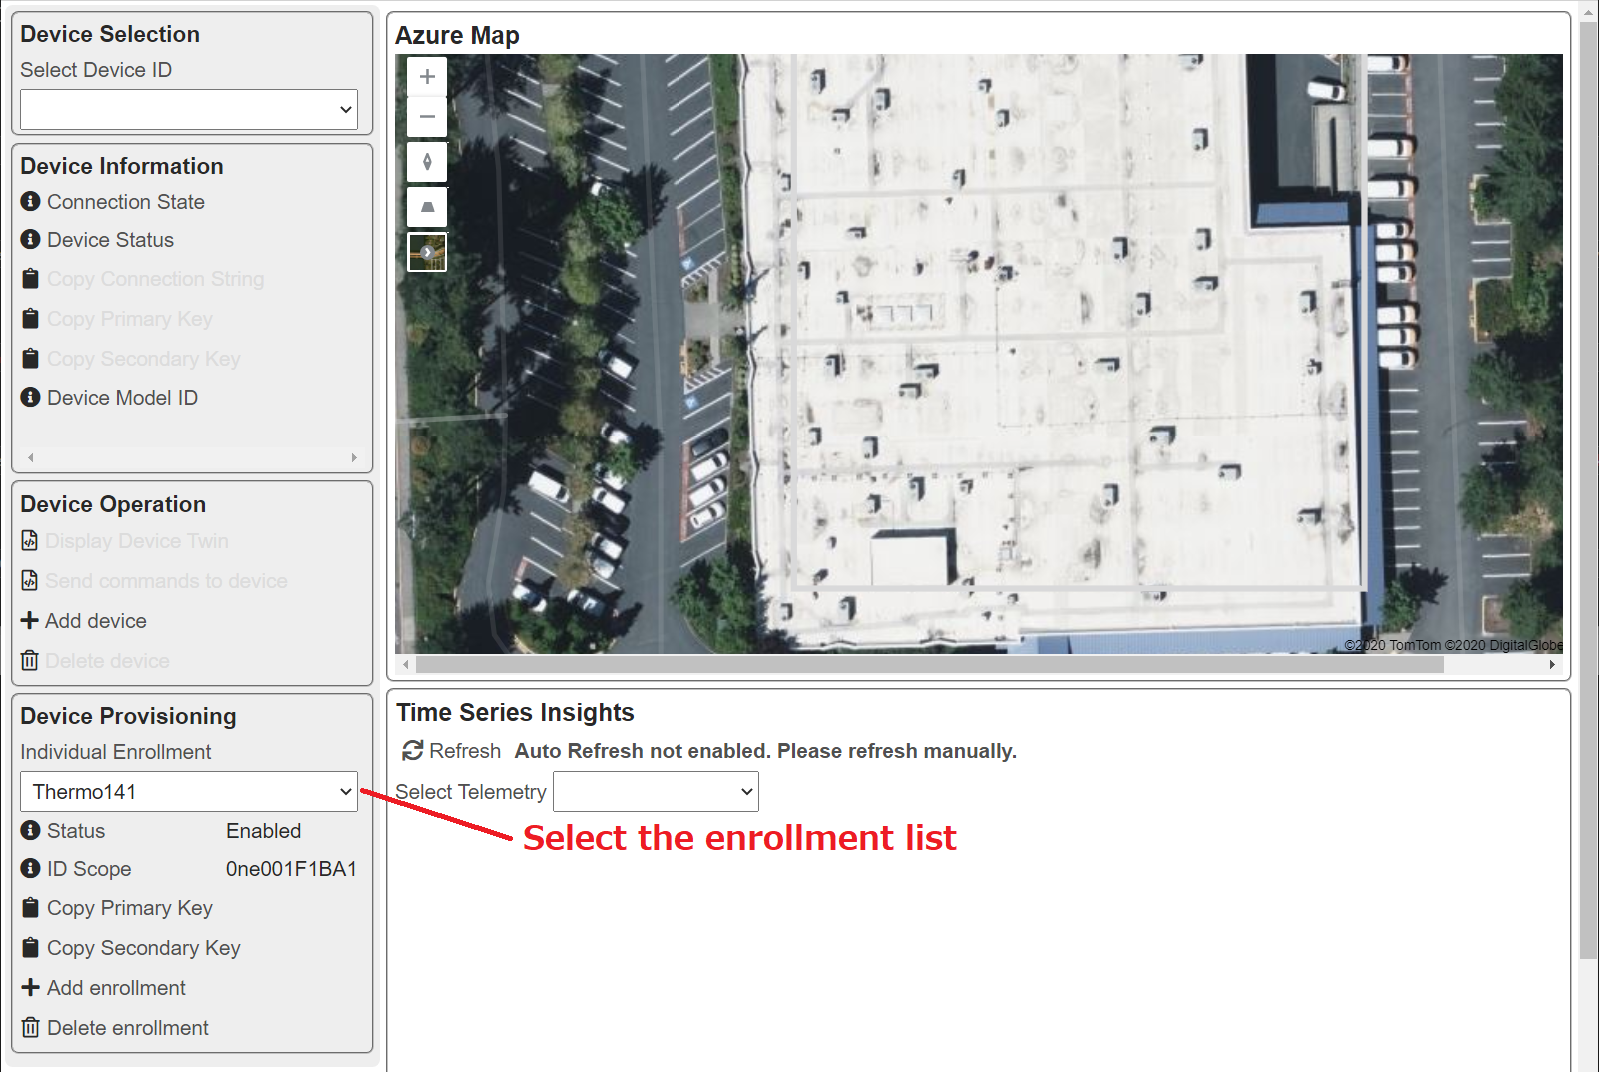 Device Selection
Select Device ID
Device Information
Connection State
Device Status
Copy Connection String
Copy Primary Key
Copy Secondary Key
Device Model ID
Device Operation
Display Device Twin
Send commands to device
Add device
Delete device
Device Provisioning
Individual Enrollment
Thermo141
Status Enabled
ID Scope 0ne001F1BA1
Copy Primary Key
Copy Secondary Key
Add enrollment
Delete enrollment
Azure Map
©2020 TomTom ©2020 DigitalGlobe
Time Series Insights
Refresh Auto Refresh not enabled. Please refresh manually.
Select Telemetry
Select the enrollment list